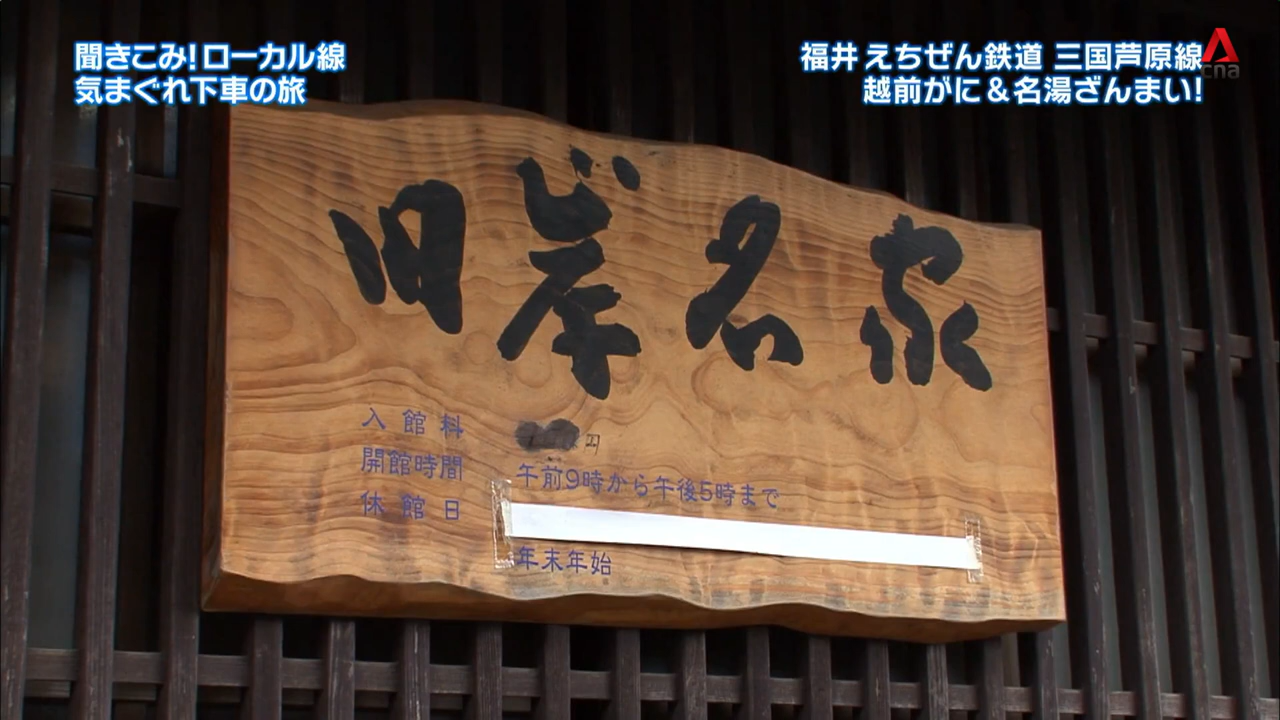 聞きこみ!ローカル線
気まぐれ下車の旅
福井 えちぜん鉄道 三国芦原線
越前がに&名湯ざんまい!
cna
旧岸名家
入館料 円
開館時間 午前9時から午後5時まで
休館日
年末年始